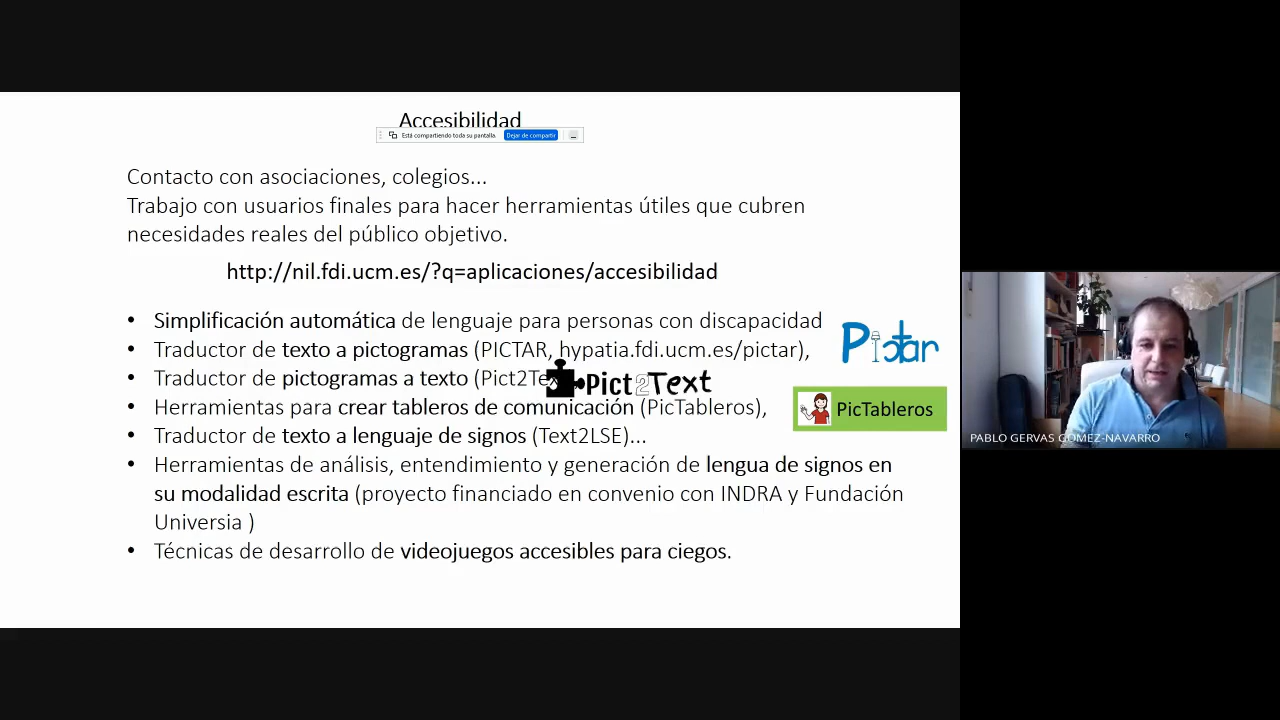 Accesibilidad
Está compartiendo toda su pantalla. Dejar de compartir
Contacto con asociaciones, colegios...
Trabajo con usuarios finales para hacer herramientas útiles que cubren
necesidades reales del público objetivo.
http://nil.fdi.ucm.es/?q=aplicaciones/accesibilidad
• Simplificación automática de lenguaje para personas con discapacidad
• Traductor de texto a pictogramas (PICTAR, hypatia.fdi.ucm.es/pictar),
Pictar
• Traductor de pictogramas a texto (Pict2Tex
Pict2Text
• Herramientas para crear tableros de comunicación (PicTableros),
PicTableros
• Traductor de texto a lenguaje de signos (Text2LSE)...
• Herramientas de análisis, entendimiento y generación de lengua de signos en
su modalidad escrita (proyecto financiado en convenio con INDRA y Fundación
Universia )
• Técnicas de desarrollo de videojuegos accesibles para ciegos.
PABLO GERVAS GOMEZ-NAVARRO